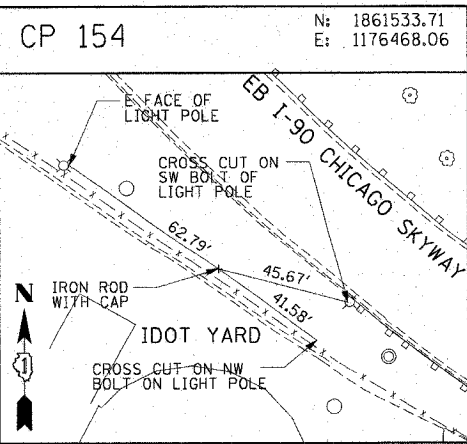 CP 154
N: 1861533.71
E: 1176468.06
E FACE OF
LIGHT POLE
EB I-90 CHICAGO SKYWAY
CROSS CUT ON
SW BOLT OF
LIGHT POLE
62.79'
45.67'
41.58'
IRON ROD
WITH CAP
N
1
IDOT YARD
CROSS CUT ON NW
BOLT ON LIGHT POLE